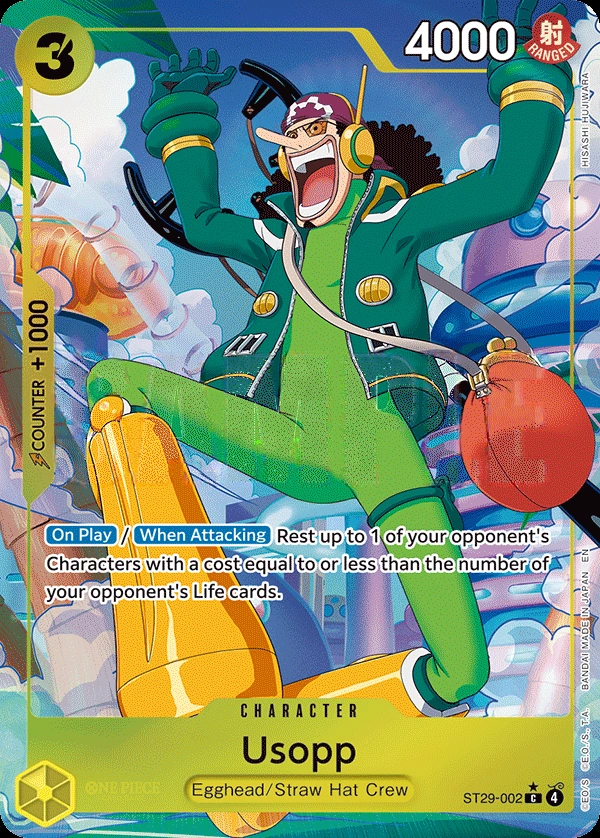 3
4000
射
RANGED
HISASHI HUJIWARA
COUNTER +1000
SAMPLE
On Play / When Attacking Rest up to 1 of your opponent's
Characters with a cost equal to or less than the number of
your opponent's Life cards.
CHARACTER
Usopp
Egghead/Straw Hat Crew
ONE PIECE
ST29-002 C 4
©E.O./S. ©E.O./S., T.A. BANDAI MADE IN JAPAN EN